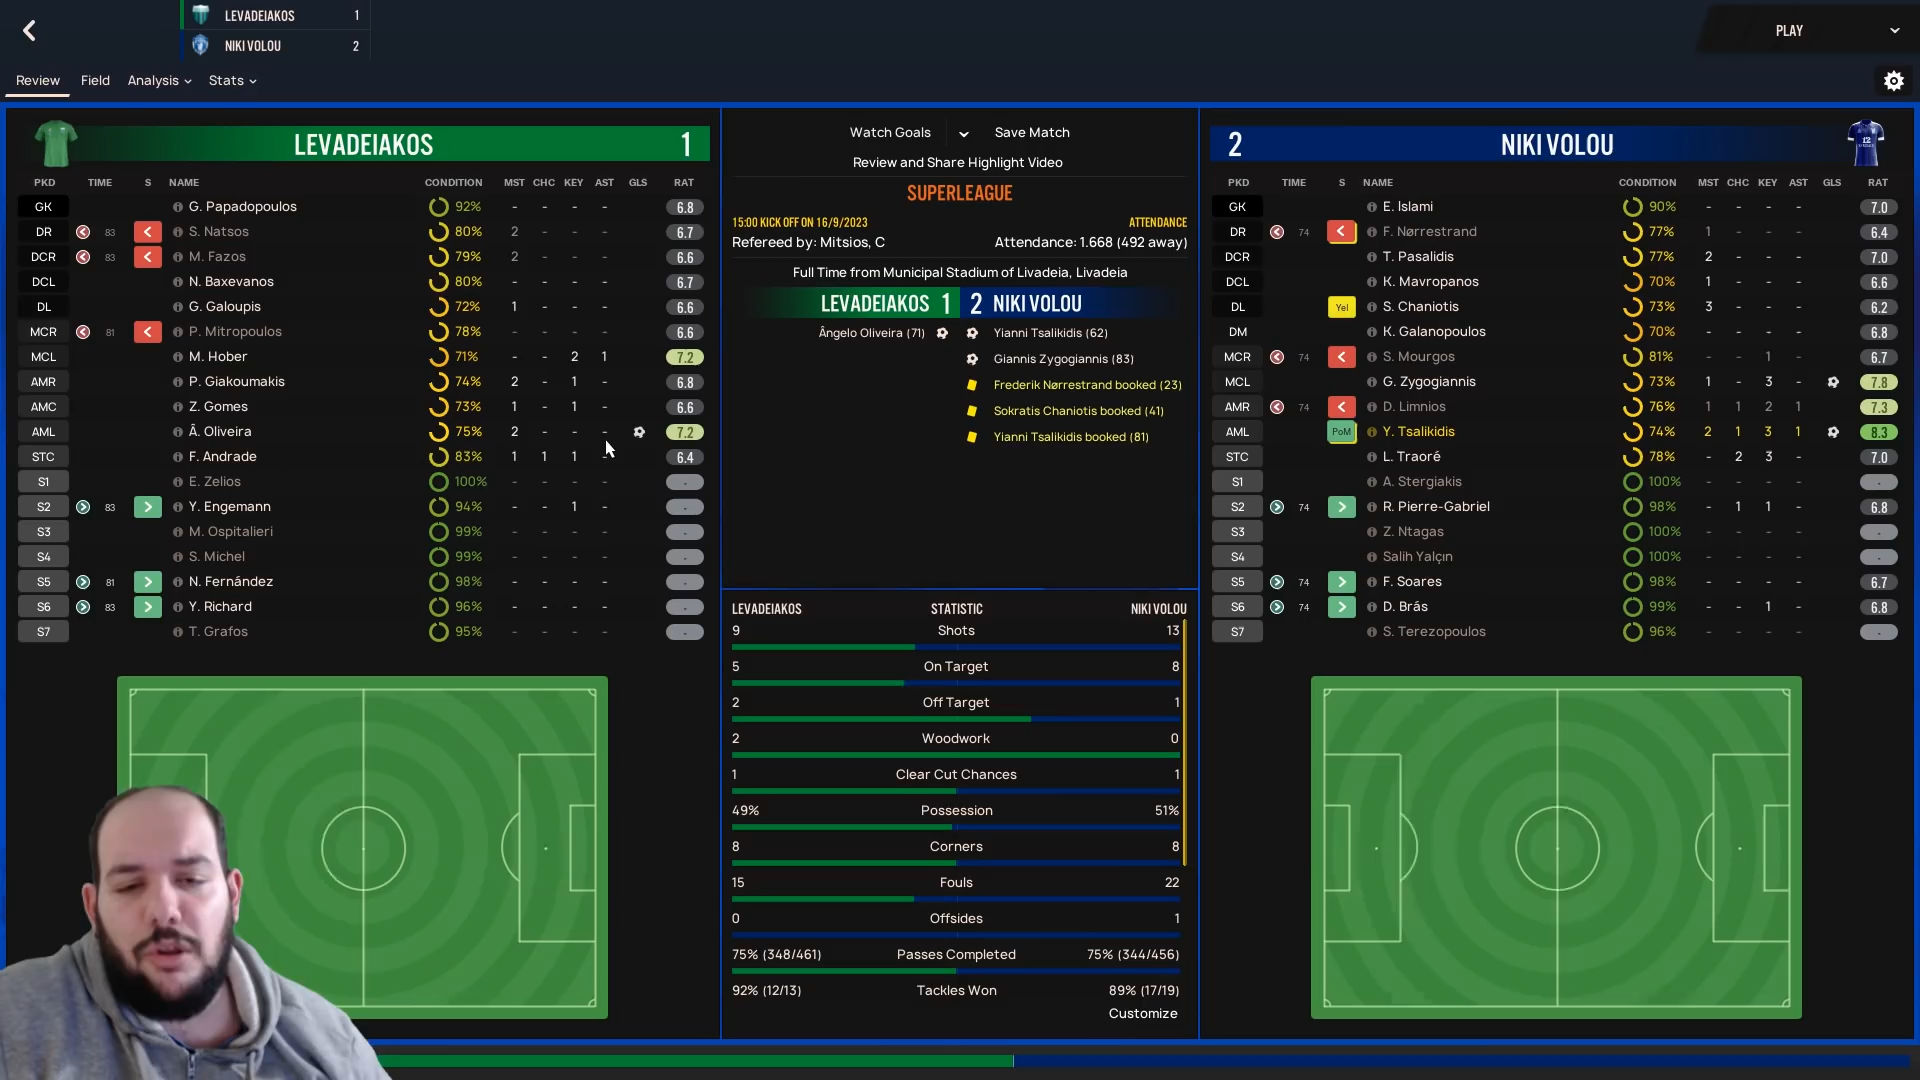 LEVADEIAKOS 1
NIKI VOLOU 2
PLAY
Review Field Analysis Stats
LEVADEIAKOS 1
PKD TIME S NAME CONDITION MST CHC KEY AST GLS RAT
GK G. Papadopoulos 92% - - - - 6.8
DR 83 S. Natsos 80% 2 - - - 6.7
DCR 83 M. Fazos 79% 2 - - - 6.6
DCL N. Baxevanos 80% - - - - 6.7
DL G. Galoupis 72% 1 - - - 6.6
MCR 81 P. Mitropoulos 78% - - - - 6.6
MCL M. Hober 71% - - 2 1 7.2
AMR P. Giakoumakis 74% 2 - 1 - 6.8
AMC Z. Gomes 73% 1 - 1 - 6.6
AML Â. Oliveira 75% 2 - - - 7.2
STC F. Andrade 83% 1 1 1 - 6.4
S1 E. Zelios 100% - - - - -
S2 83 Y. Engemann 94% - - 1 - -
S3 M. Ospitalieri 99% - - - - -
S4 S. Michel 99% - - - - -
S5 81 N. Fernández 98% - - - - -
S6 83 Y. Richard 96% - - - - -
S7 T. Grafos 95% - - - - -
Watch Goals Save Match
Review and Share Highlight Video
SUPERLEAGUE
15:00 KICK OFF ON 16/9/2023 ATTENDANCE
Refereed by: Mitsios, C Attendance: 1.668 (492 away)
Full Time from Municipal Stadium of Livadeia, Livadeia
LEVADEIAKOS 1 2 NIKI VOLOU
Ângelo Oliveira (71) Yianni Tsalikidis (62)
Giannis Zygogiannis (83)
Frederik Nørrestrand booked (23)
Sokratis Chaniotis booked (41)
Yianni Tsalikidis booked (81)
LEVADEIAKOS STATISTIC NIKI VOLOU
9 Shots 13
5 On Target 8
2 Off Target 1
2 Woodwork 0
1 Clear Cut Chances 1
49% Possession 51%
8 Corners 8
15 Fouls 22
0 Offsides 1
75% (348/461) Passes Completed 75% (344/456)
92% (12/13) Tackles Won 89% (17/19)
Customize
2 NIKI VOLOU
12
PKD TIME S NAME CONDITION MST CHC KEY AST GLS RAT
GK E. Islami 90% - - - - 7.0
DR 74 F. Nørrestrand 77% 1 - - - 6.4
DCR T. Pasalidis 77% 2 - - - 7.0
DCL K. Mavropanos 70% 1 - - - 6.6
DL Yel S. Chaniotis 73% 3 - - - 6.2
DM K. Galanopoulos 70% - - - - 6.8
MCR 74 S. Mourgos 81% - - 1 - 6.7
MCL G. Zygogiannis 73% 1 - 3 - 7.8
AMR 74 D. Limnios 76% 1 1 2 1 7.3
AML PoM Y. Tsalikidis 74% 2 1 3 1 8.3
STC L. Traoré 78% - 2 3 - 7.0
S1 A. Stergiakis 100% - - - - -
S2 74 R. Pierre-Gabriel 98% - 1 1 - 6.8
S3 Z. Ntagas 100% - - - - -
S4 Salih Yalçın 100% - - - - -
S5 74 F. Soares 98% - - - - 6.7
S6 74 D. Brás 99% - - 1 - 6.8
S7 S. Terezopoulos 96% - - - - -